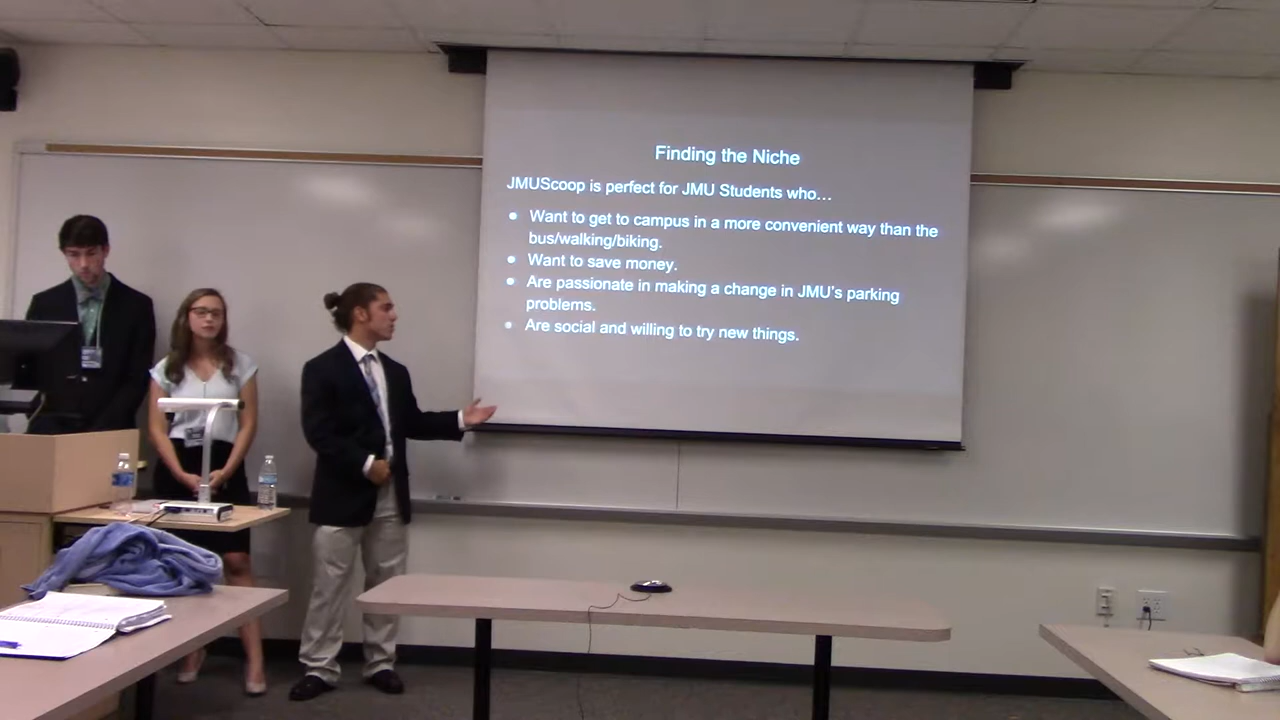 Finding the Niche
JMUScoop is perfect for JMU Students who...
● Want to get to campus in a more convenient way than the
bus/walking/biking.
● Want to save money.
● Are passionate in making a change in JMU's parking
problems.
● Are social and willing to try new things.